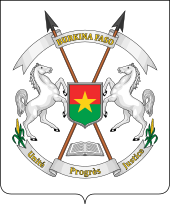 BURKINA FASO
Unité Progrès Justice